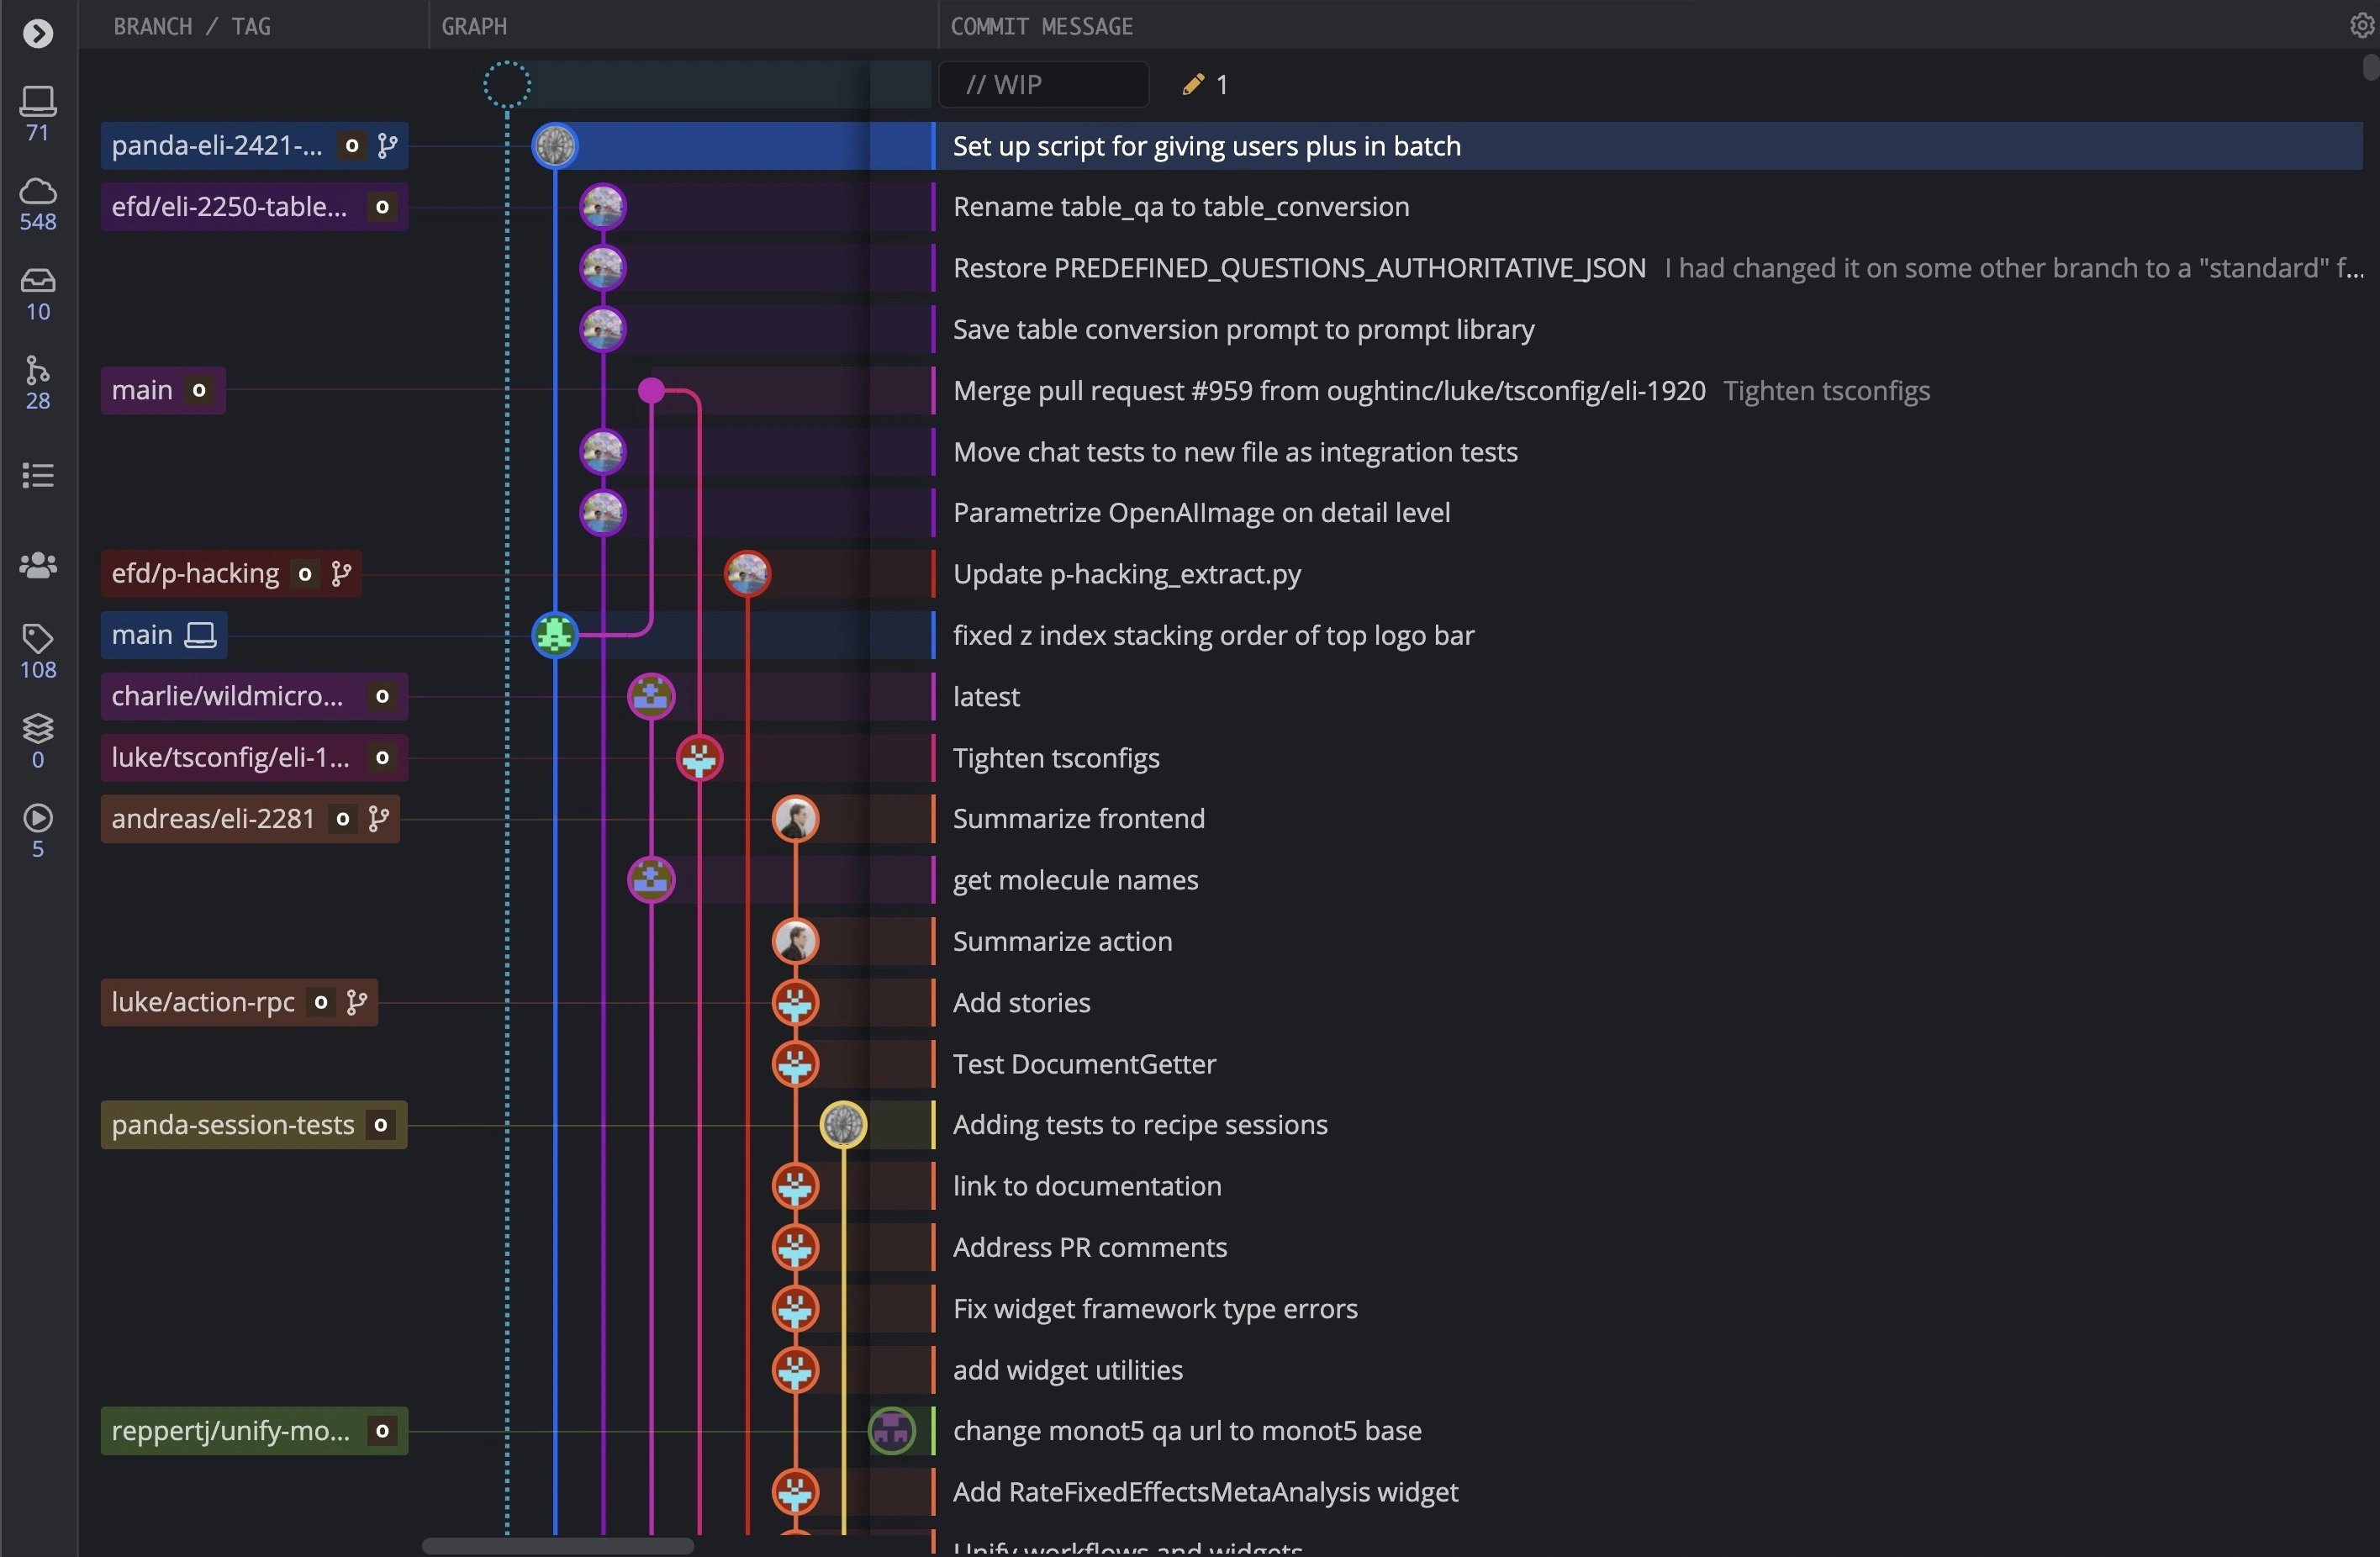 BRANCH / TAG GRAPH COMMIT MESSAGE
// WIP 1
71
panda-eli-2421-... o Set up script for giving users plus in batch
548
efd/eli-2250-table... o Rename table_qa to table_conversion
Restore PREDEFINED_QUESTIONS_AUTHORITATIVE_JSON I had changed it on some other branch to a "standard" f...
10
Save table conversion prompt to prompt library
28
main o Merge pull request #959 from oughtinc/luke/tsconfig/eli-1920 Tighten tsconfigs
Move chat tests to new file as integration tests
Parametrize OpenAIImage on detail level
efd/p-hacking o Update p-hacking_extract.py
main fixed z index stacking order of top logo bar
108
charlie/wildmicro... o latest
0
luke/tsconfig/eli-1... o Tighten tsconfigs
andreas/eli-2281 o Summarize frontend
5
get molecule names
Summarize action
luke/action-rpc o Add stories
Test DocumentGetter
panda-session-tests o Adding tests to recipe sessions
link to documentation
Address PR comments
Fix widget framework type errors
add widget utilities
reppertj/unify-mo... o change monot5 qa url to monot5 base
Add RateFixedEffectsMetaAnalysis widget
Unify workflows and widgets